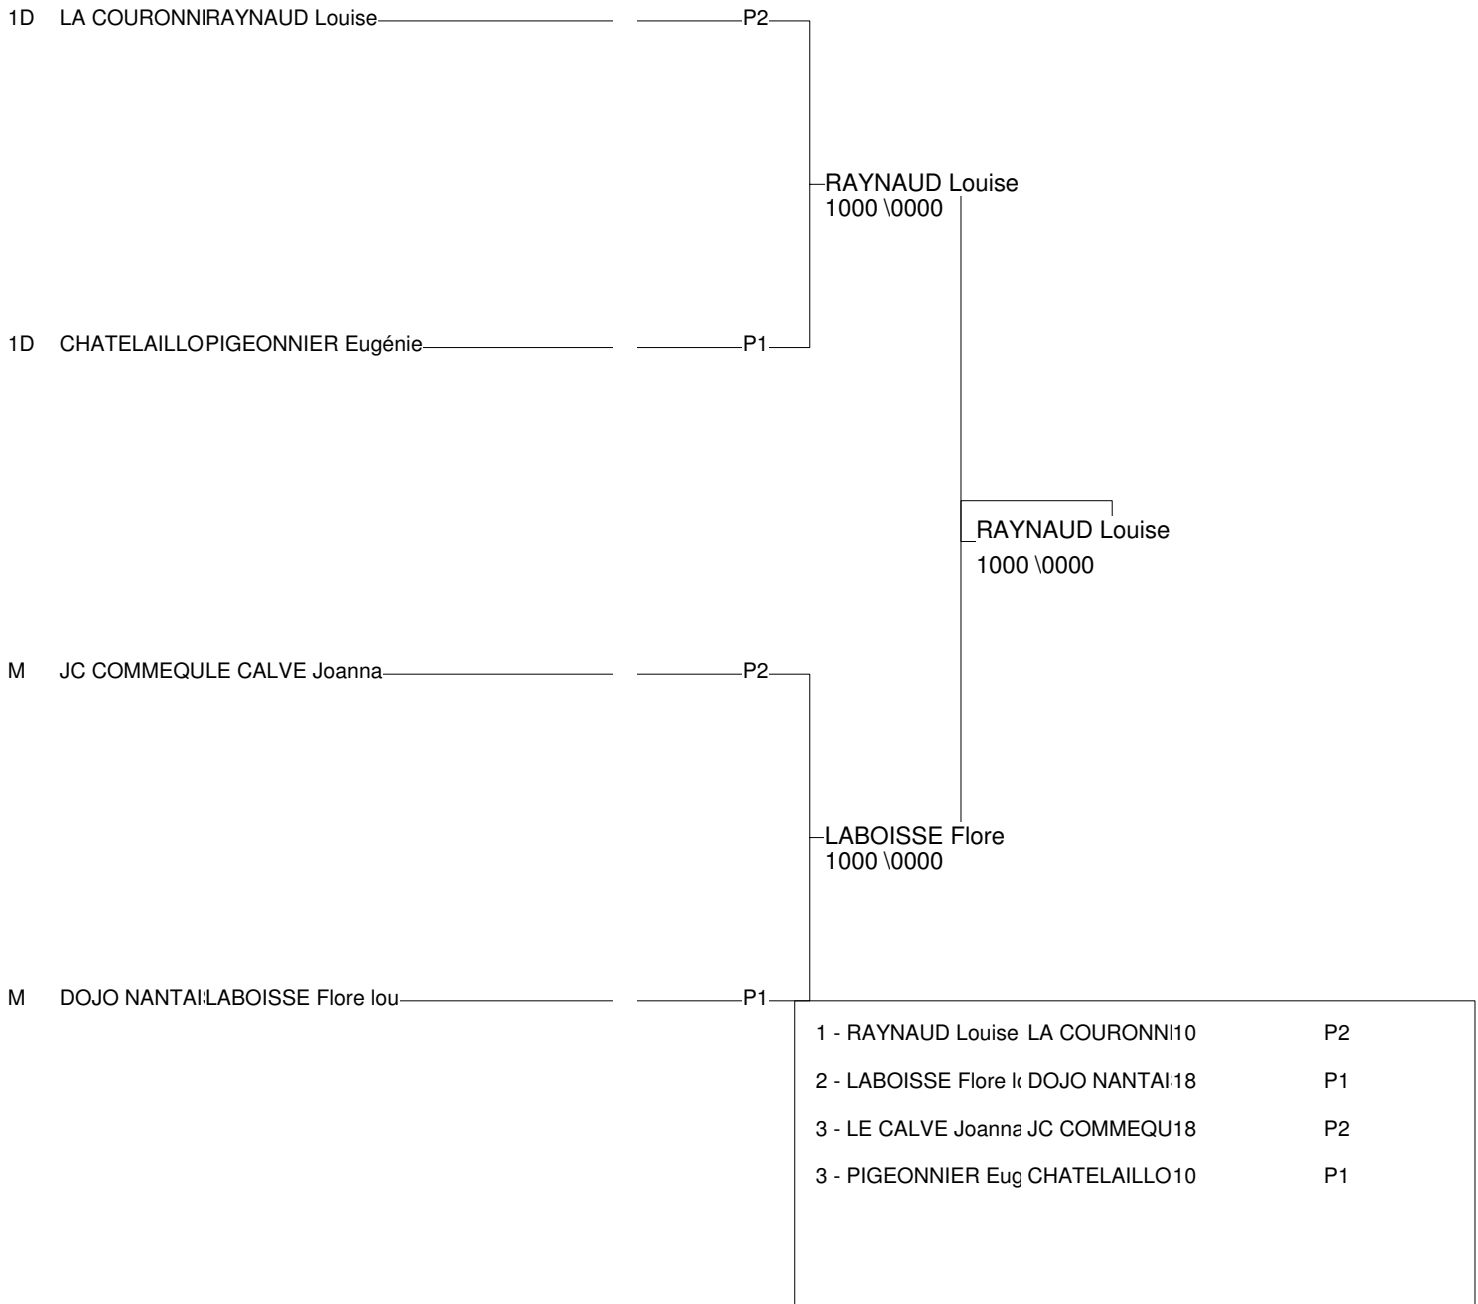 1D LA COURONNIRAYNAUD Louise P2
RAYNAUD Louise
1000 \0000
1D CHATELAILLOPIGEONNIER Eugénie P1
RAYNAUD Louise
1000 \0000
M JC COMMEQULE CALVE Joanna P2
LABOISSE Flore
1000 \0000
M DOJO NANTAILABOISSE Flore lou P1
1 - RAYNAUD Louise LA COURONNI10 P2
2 - LABOISSE Flore lo DOJO NANTAI18 P1
3 - LE CALVE Joanna JC COMMEQU18 P2
3 - PIGEONNIER Eug CHATELAILLO10 P1